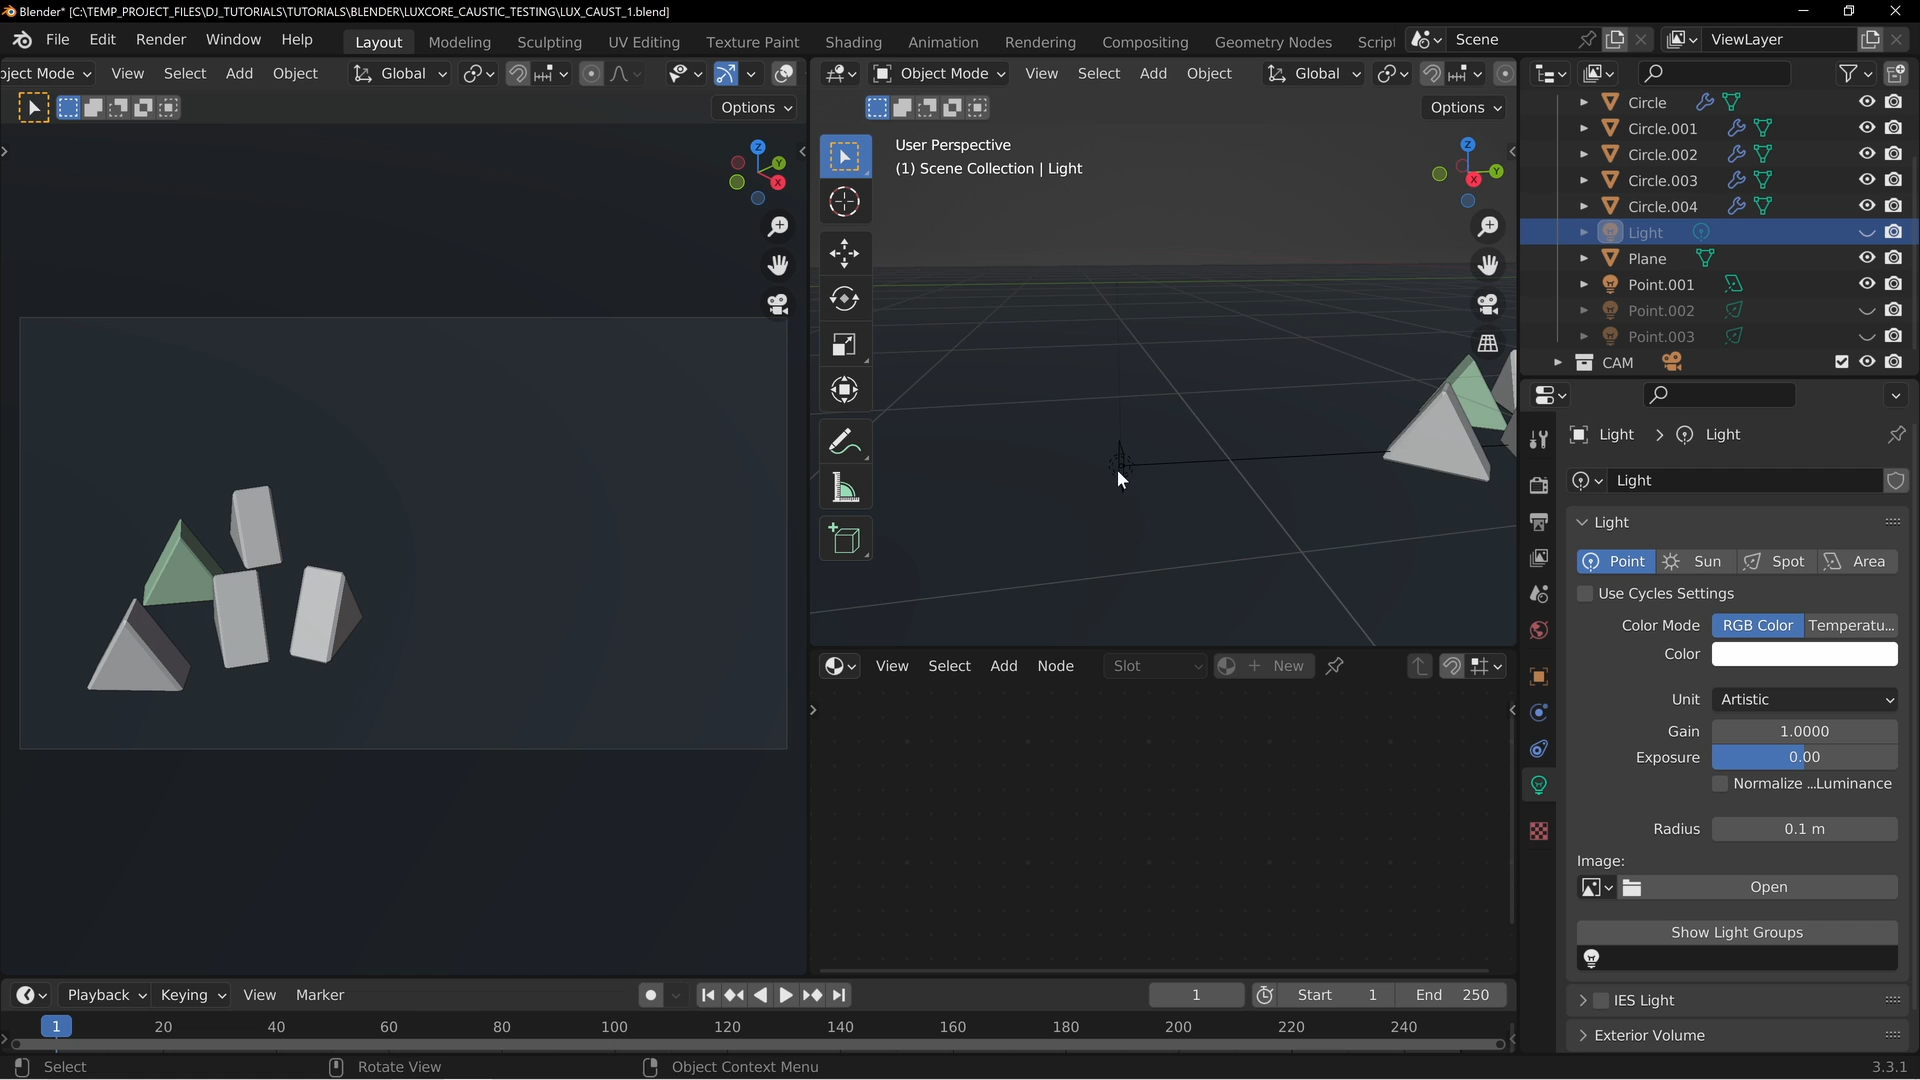 Blender* [C:\TEMP_PROJECT_FILES\DJ_TUTORIALS\TUTORIALS\BLENDER\LUXCORE_CAUSTIC_TESTING\LUX_CAUST_1.blend]
File Edit Render Window Help Layout Modeling Sculpting UV Editing Texture Paint Shading Animation Rendering Compositing Geometry Nodes Script Scene ViewLayer
bject Mode View Select Add Object Global Object Mode View Select Add Object Global
Options Options
User Perspective
(1) Scene Collection | Light
Z
Y
X
Z
Y
X
Circle
Circle.001
Circle.002
Circle.003
Circle.004
Light
Plane
Point.001
Point.002
Point.003
CAM
Light > Light
Light
Light
Point Sun Spot Area
Use Cycles Settings
Color Mode RGB Color Temperatu...
Color
Unit Artistic
Gain 1.0000
Exposure 0.00
Normalize ...Luminance
Radius 0.1 m
Image:
Open
Show Light Groups
IES Light
Exterior Volume
View Select Add Node Slot New
Playback Keying View Marker 1 Start 1 End 250
1 20 40 60 80 100 120 140 160 180 200 220 240
Select Rotate View Object Context Menu 3.3.1